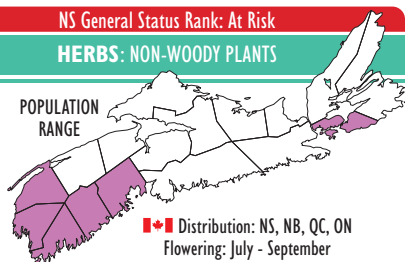 NS General Status Rank: At Risk
HERBS: NON-WOODY PLANTS
POPULATION
RANGE
Distribution: NS, NB, QC, ON
Flowering: July - September